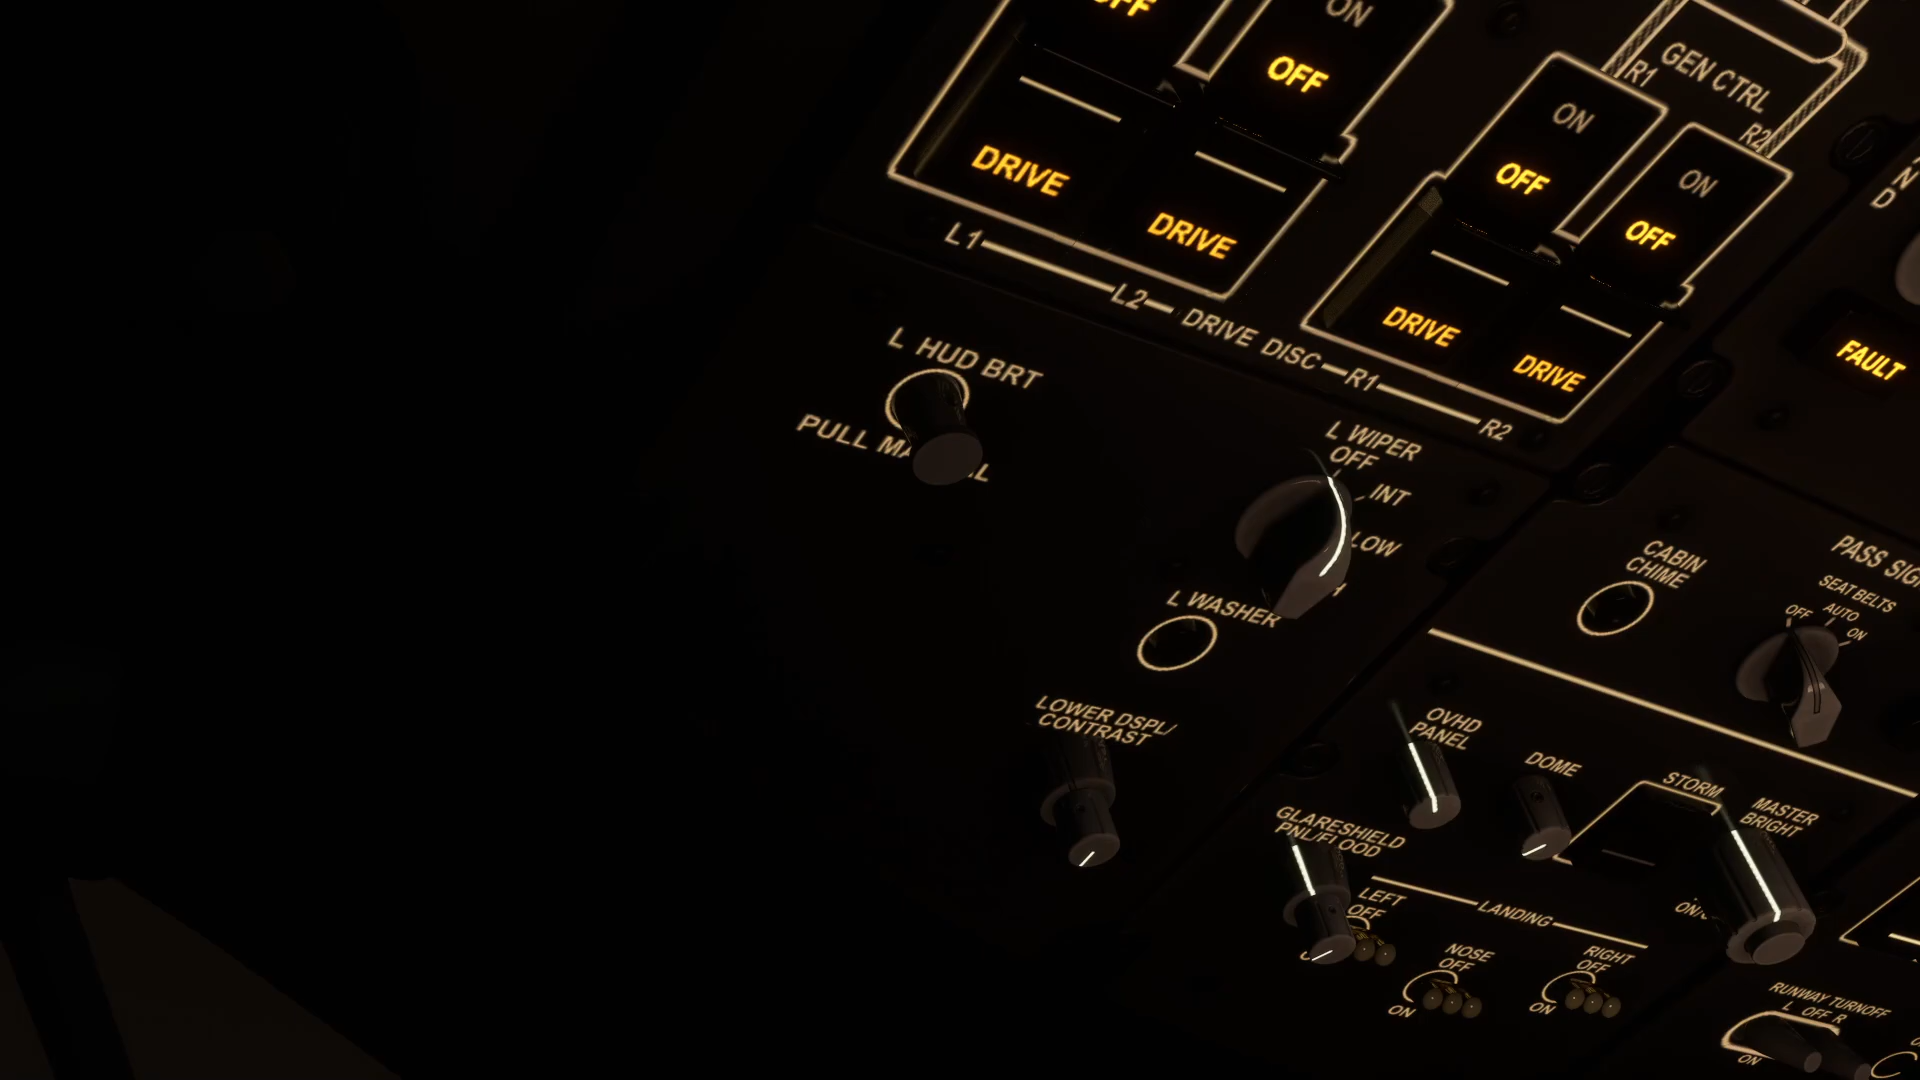 OFF
ON
OFF
GEN CTRL
R1
R2
ON
OFF
ON
OFF
DRIVE
DRIVE
DRIVE
DRIVE
L1
L2
DRIVE DISC
R1
R2
FAULT
L HUD BRT
PULL
L WIPER
OFF
INT
LOW
L WASHER
CABIN
CHIME
PASS
SEAT BELTS
OFF
AUTO
ON
LOWER DSPL/
CONTRAST
OVHD
PANEL
DOME
STORM
MASTER
BRIGHT
GLARESHIELD
PNL/FLOOD
LANDING
LEFT
OFF
NOSE
OFF
ON
RIGHT
OFF
ON
RUNWAY TURNOFF
L OFF R
ON